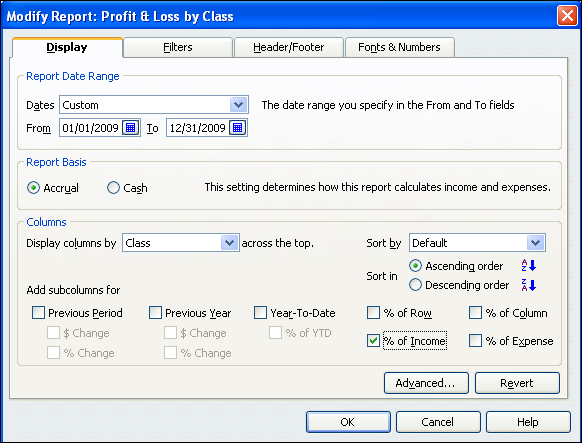 Modify Report: Profit & Loss by Class
Display Filters Header/Footer Fonts & Numbers
Report Date Range
Dates Custom The date range you specify in the From and To fields
From 01/01/2009 To 12/31/2009
Report Basis
Accrual Cash This setting determines how this report calculates income and expenses.
Columns
Display columns by Class across the top. Sort by Default
Sort in Ascending order A Z
Descending order Z A
Add subcolumns for
Previous Period Previous Year Year-To-Date % of Row % of Column
$ Change $ Change % of YTD % of Income % of Expense
% Change % Change
Advanced... Revert
OK Cancel Help